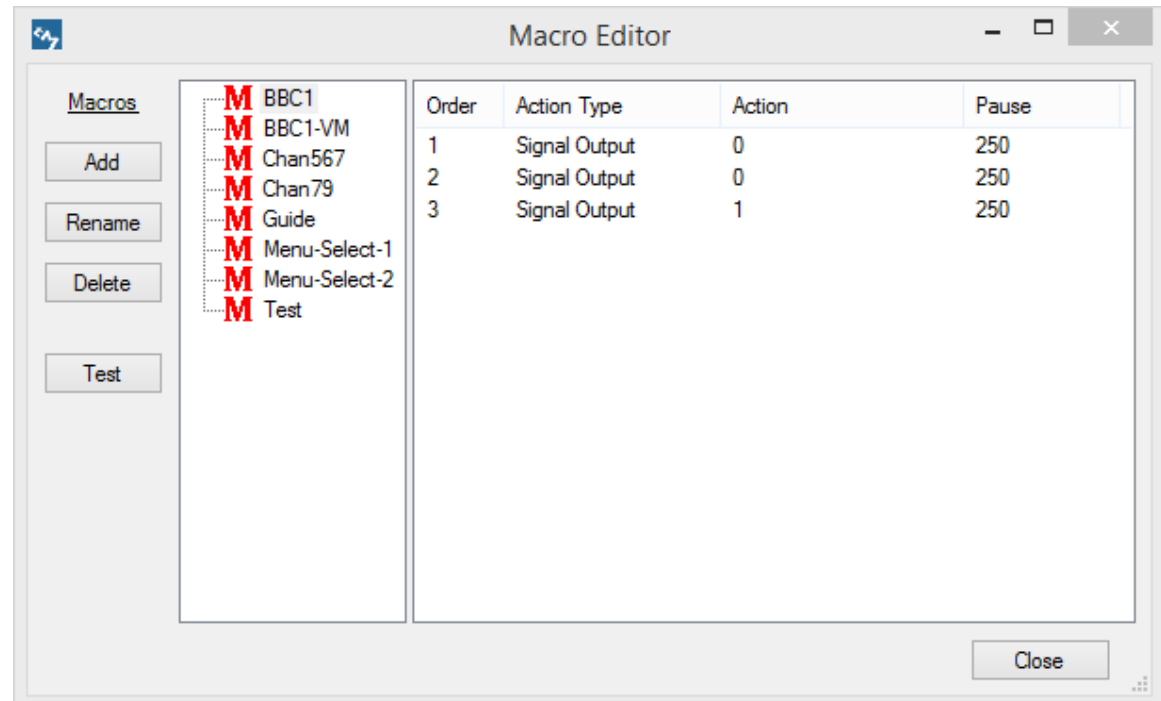 Macro Editor
Macros
Add
Rename
Delete
Test
M BBC1
M BBC1-VM
M Chan567
M Chan79
M Guide
M Menu-Select-1
M Menu-Select-2
M Test
Order Action Type Action Pause
1 Signal Output 0 250
2 Signal Output 0 250
3 Signal Output 1 250
Close